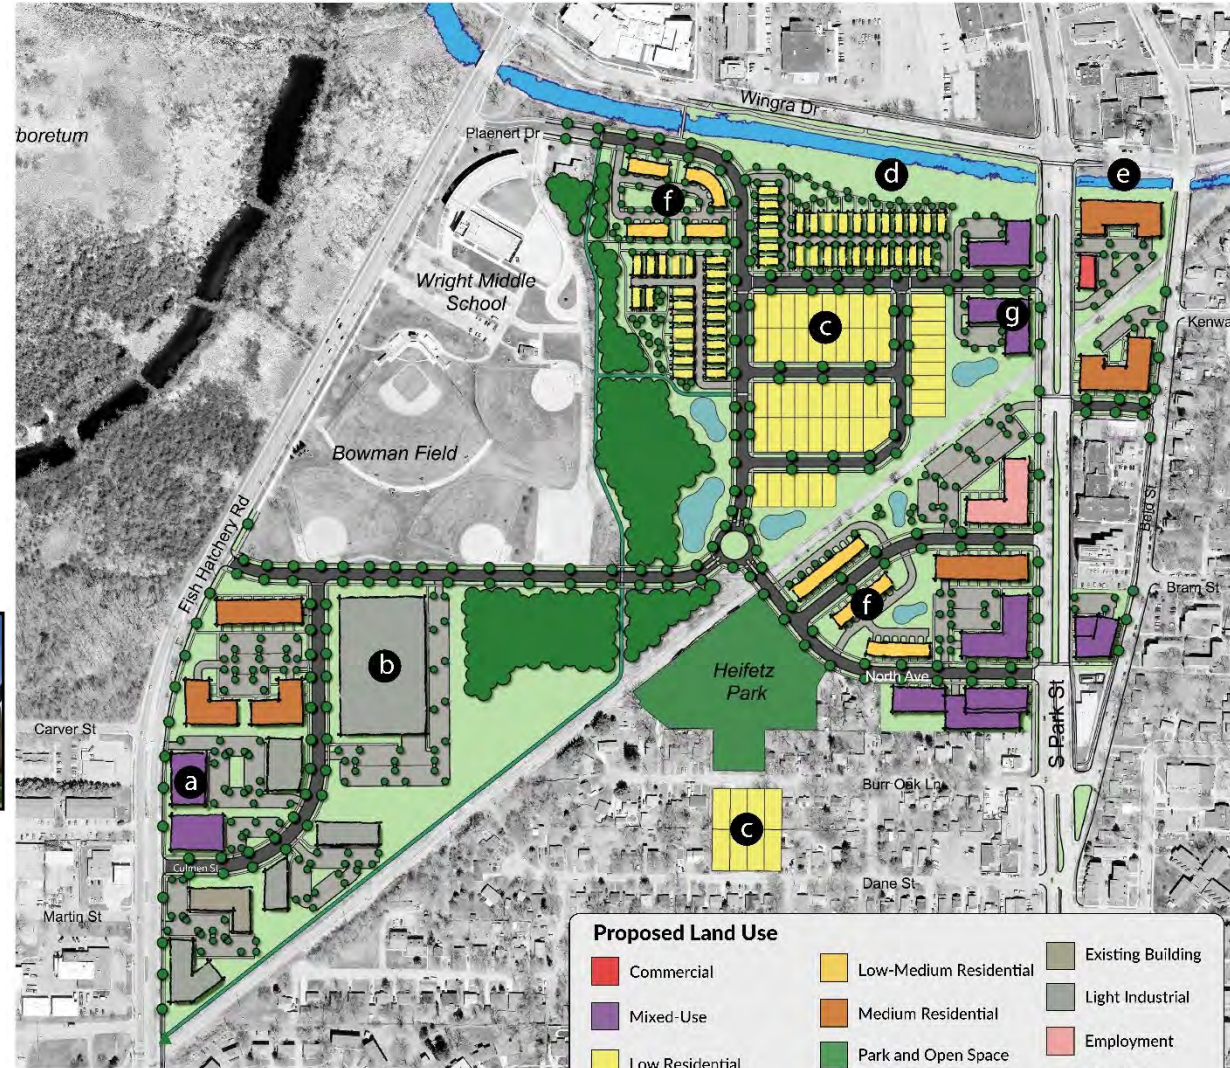 boretum
Wingra Dr
Plaenert Dr
d
e
f
Wright Middle
School
c
g
Kenwa
Bowman Field
Fish Hatchery Rd
Beld St
Bram St
f
b
Heifetz
Park
North Ave
S Park St
Carver St
a
Burr Oak Ln
c
Culmen St
Dane St
Martin St
Proposed Land Use
Commercial
Mixed-Use
Low Residential
Low-Medium Residential
Medium Residential
Park and Open Space
Existing Building
Light Industrial
Employment